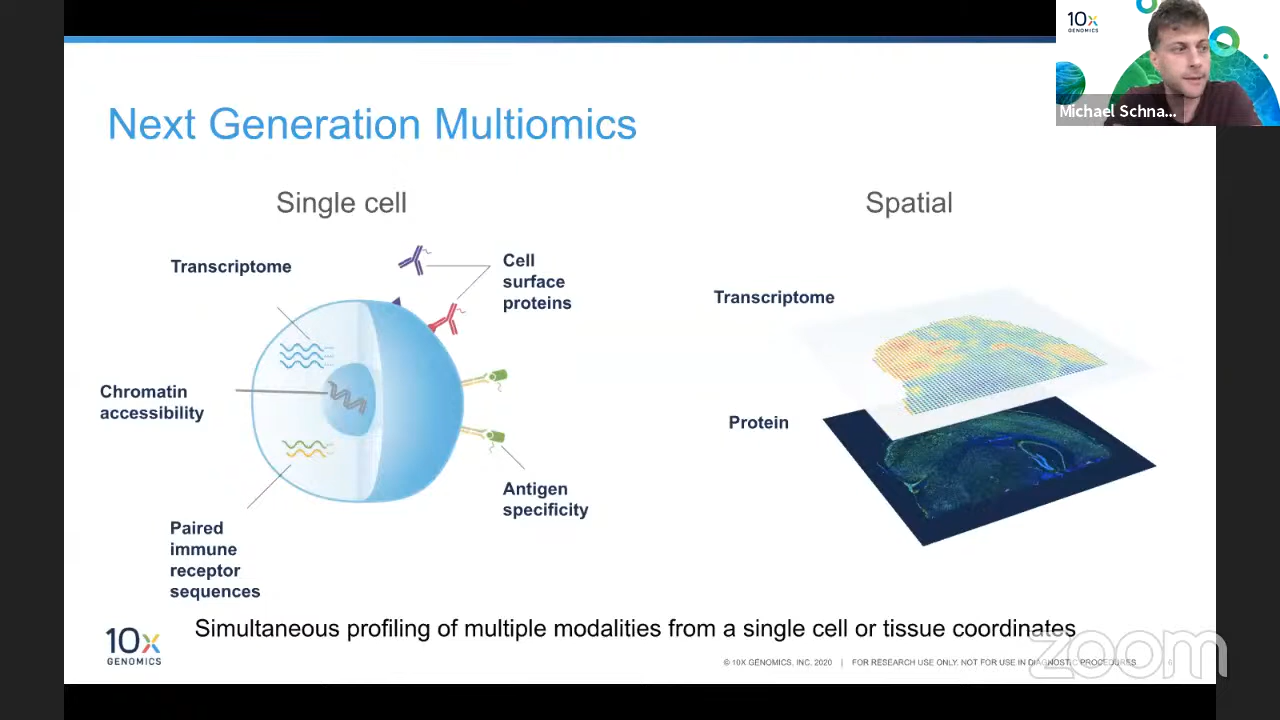 10x
GENOMICS
Michael Schna...
Next Generation Multiomics
Single cell
Spatial
Transcriptome
Cell
surface
proteins
Chromatin
accessibility
Antigen
specificity
Paired
immune
receptor
sequences
Transcriptome
Protein
Simultaneous profiling of multiple modalities from a single cell or tissue coordinates
10x
GENOMICS
© 10X GENOMICS, INC. 2020 | FOR RESEARCH USE ONLY. NOT FOR USE IN DIAGNOSTIC PROCEDURES 6
zoom